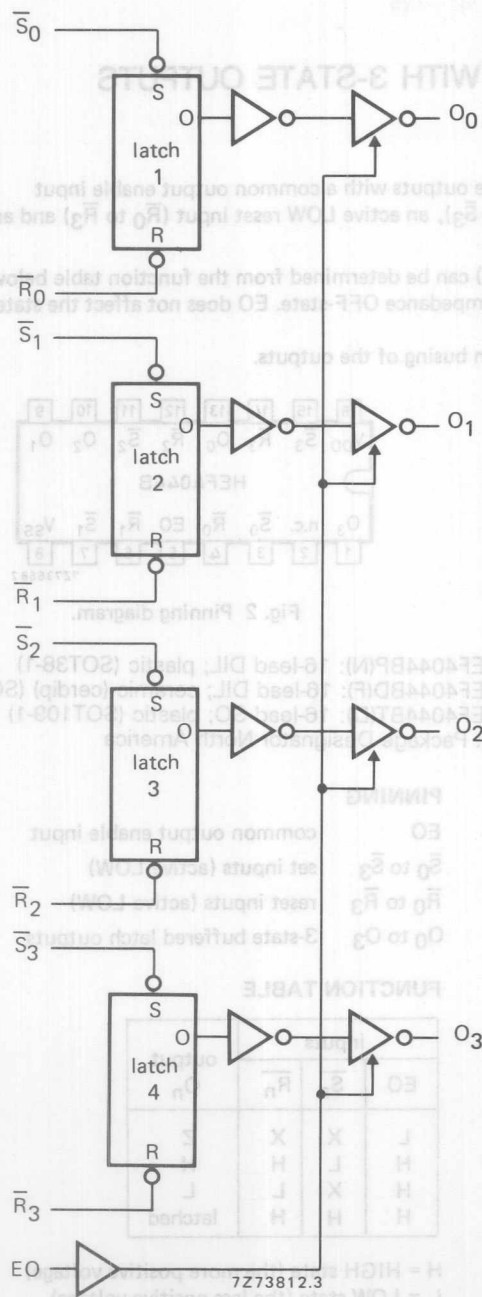 S̅₀
S
O
O₀
latch
1
R
R̅₀
S̅₁
S
O
O₁
latch
2
R
R̅₁
S̅₂
S
O
O₂
latch
3
R
R̅₂
S̅₃
S
O
O₃
latch
4
R
R̅₃
EO
7Z73812.3